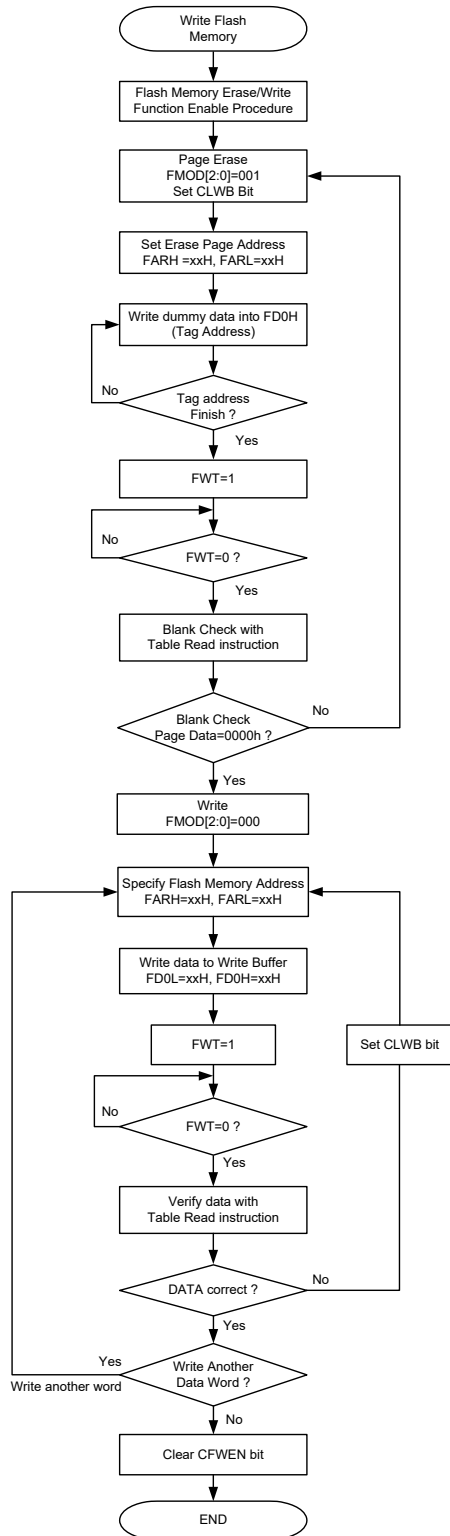 Write Flash
Memory
Flash Memory Erase/Write
Function Enable Procedure
Page Erase
FMOD[2:0]=001
Set CLWB Bit
Set Erase Page Address
FARH =xxH, FARL=xxH
Write dummy data into FD0H
(Tag Address)
No
Tag address
Finish ?
Yes
FWT=1
No
FWT=0 ?
Yes
Blank Check with
Table Read instruction
No
Blank Check
Page Data=0000h ?
Yes
Write
FMOD[2:0]=000
Specify Flash Memory Address
FARH=xxH, FARL=xxH
Write data to Write Buffer
FD0L=xxH, FD0H=xxH
FWT=1
Set CLWB bit
No
FWT=0 ?
Yes
Verify data with
Table Read instruction
No
DATA correct ?
Yes
Yes
Write another word
Write Another
Data Word ?
No
Clear CFWEN bit
END